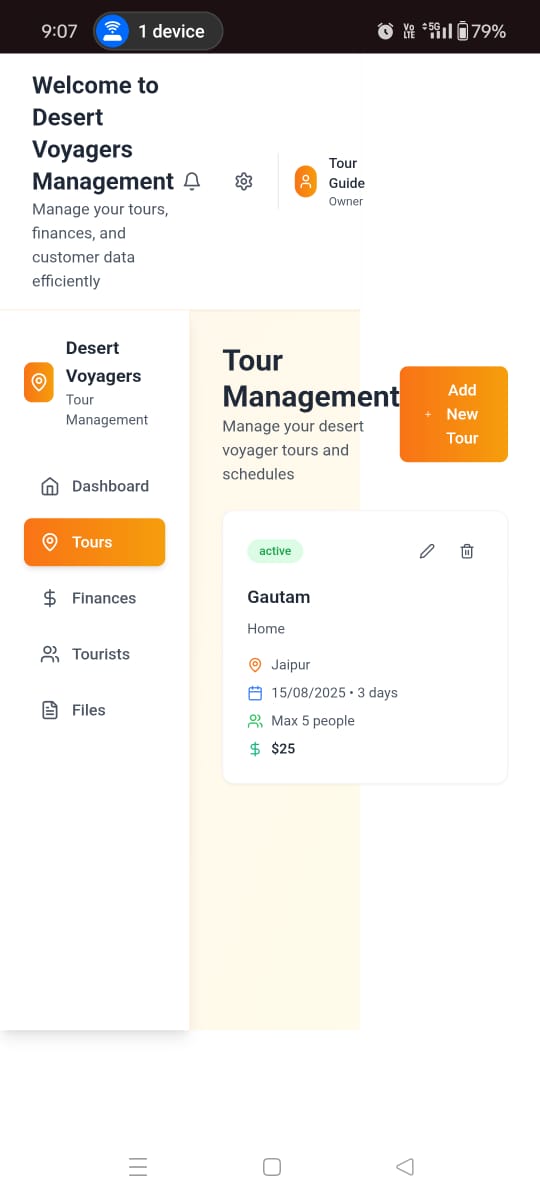 9:07
1 device
Vo
LTE
5G
79%
Welcome to
Desert
Voyagers
Management
Manage your tours,
finances, and
customer data
efficiently
Tour
Guide
Owner
Desert
Voyagers
Tour
Management
Dashboard
Tours
Finances
Tourists
Files
Tour
Management
Manage your desert
voyager tours and
schedules
+ Add
New
Tour
active
Gautam
Home
Jaipur
15/08/2025 • 3 days
Max 5 people
$25